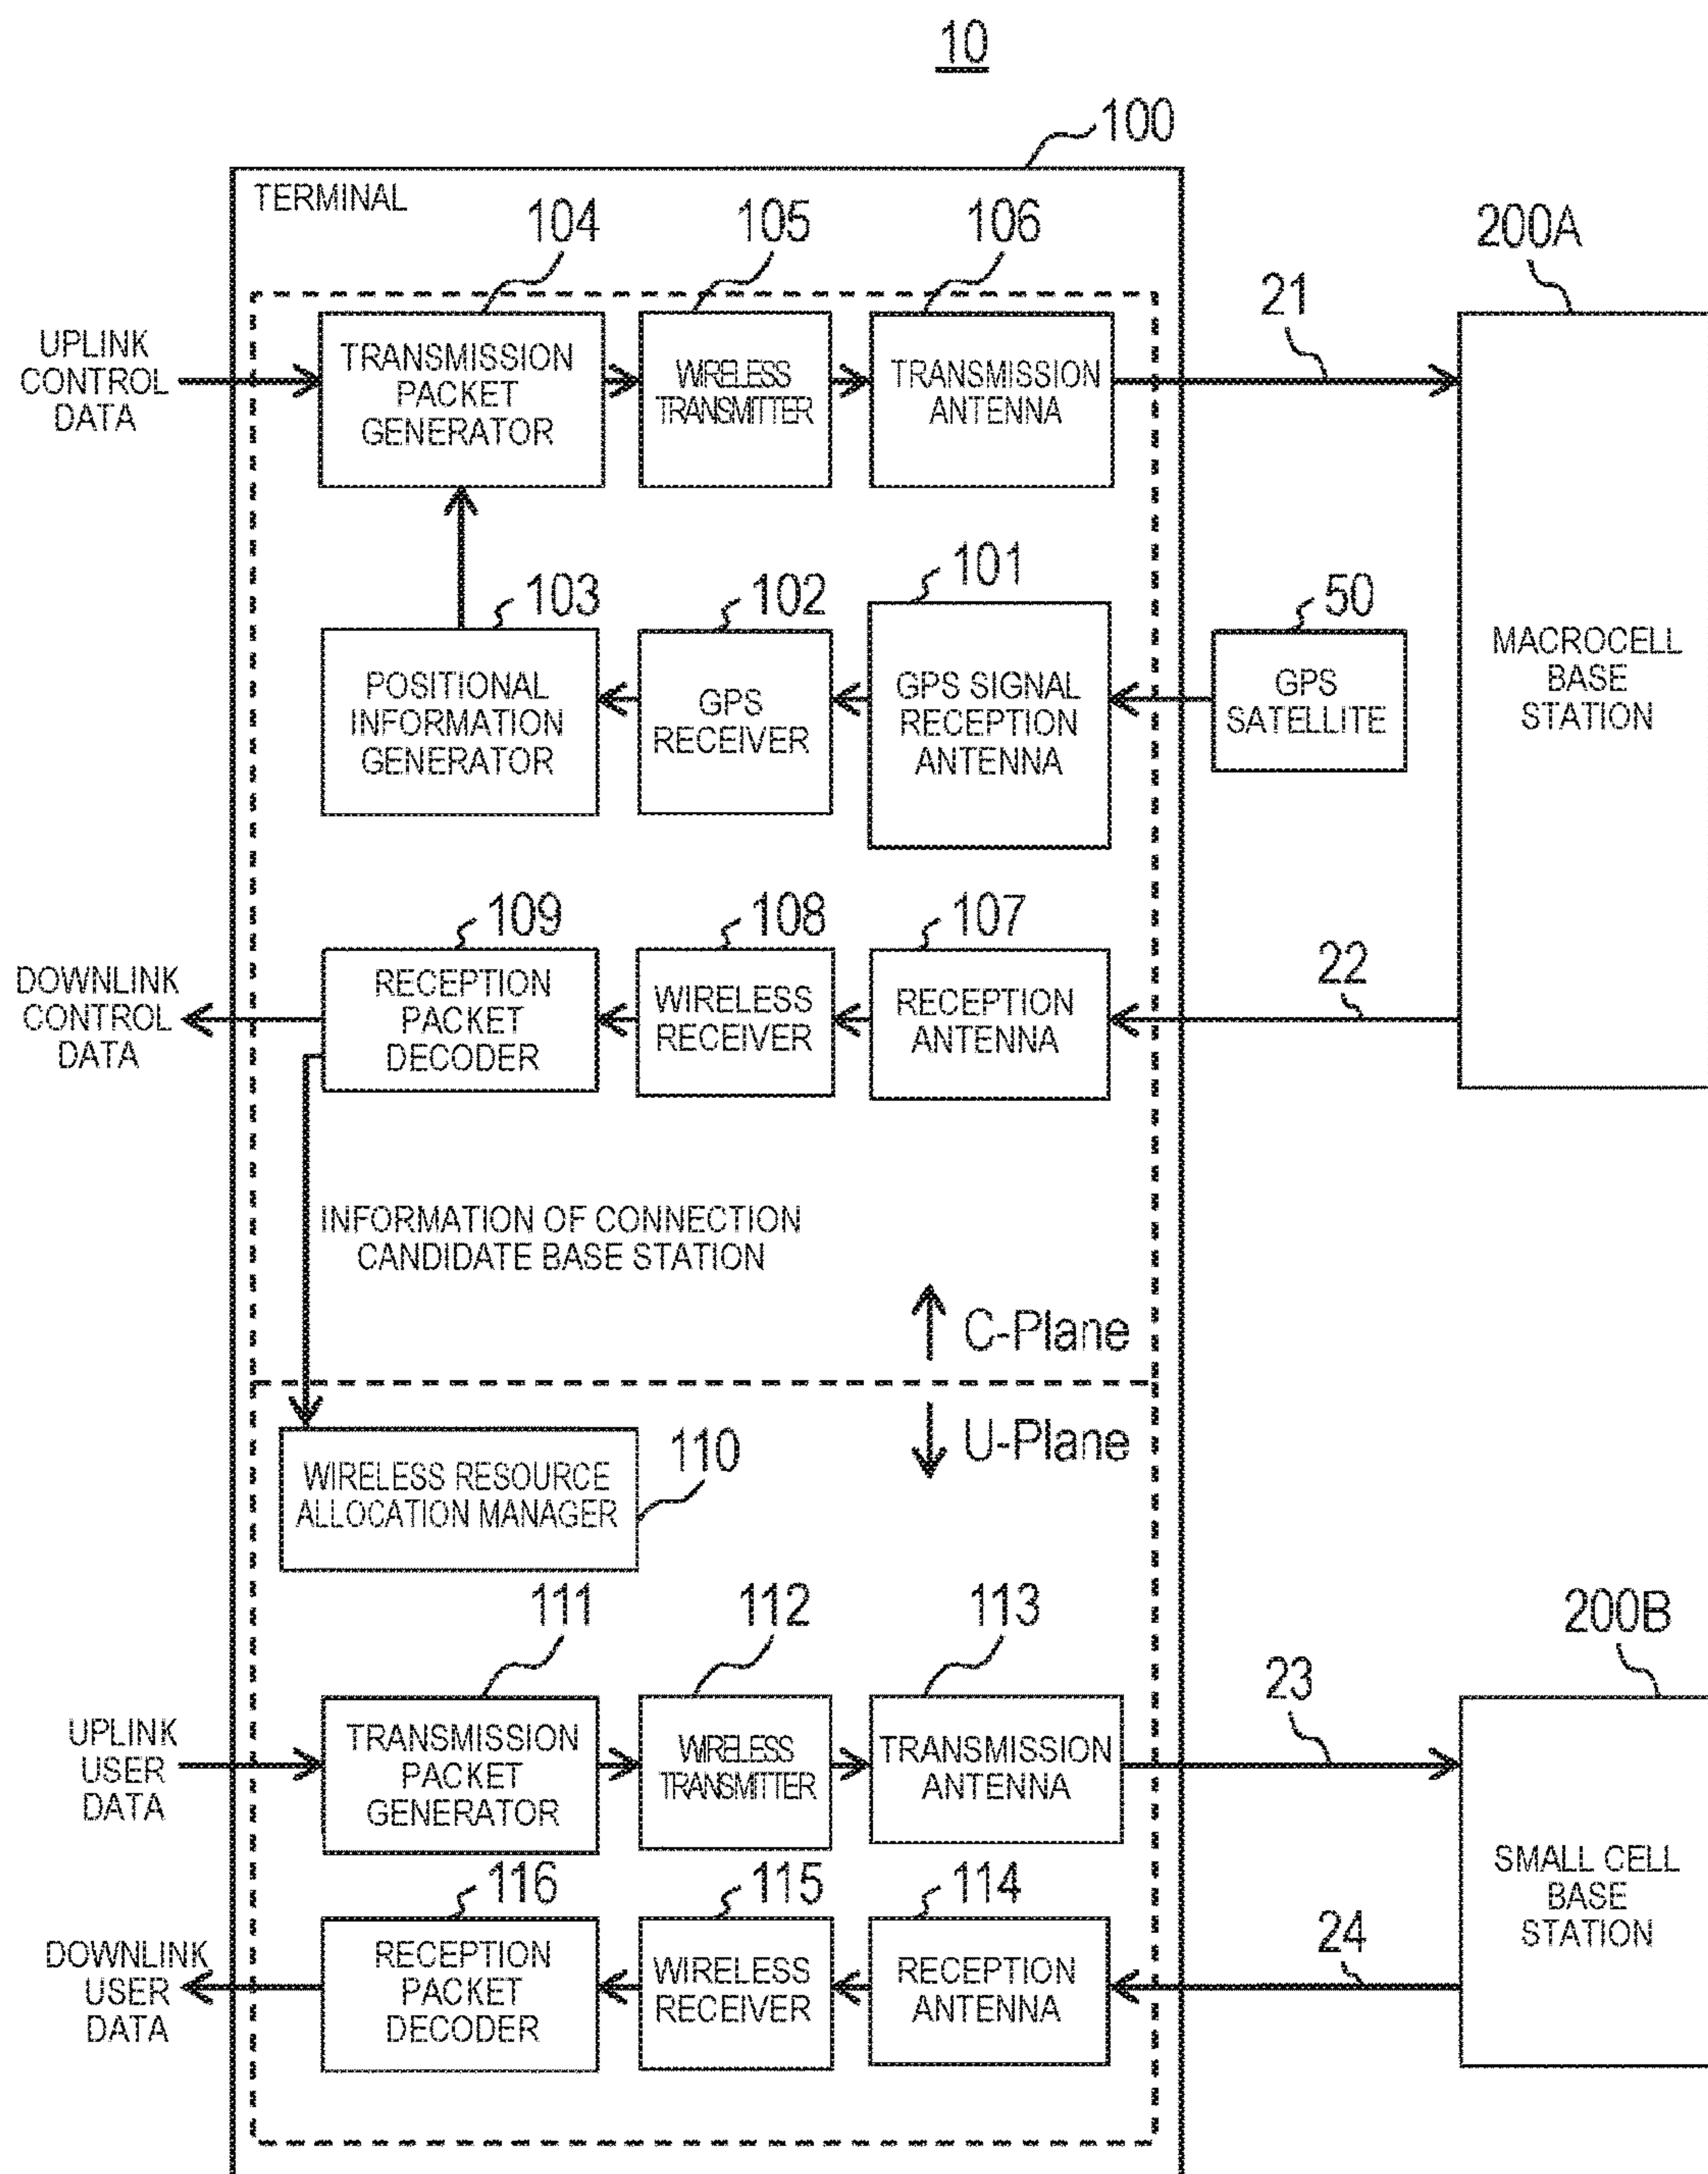 10
100
TERMINAL
104
105
106
200A
21
UPLINK
CONTROL
DATA
TRANSMISSION
PACKET
GENERATOR
WIRELESS
TRANSMITTER
TRANSMISSION
ANTENNA
103
102
101
50
POSITIONAL
INFORMATION
GENERATOR
GPS
RECEIVER
GPS SIGNAL
RECEPTION
ANTENNA
GPS
SATELLITE
MACROCELL
BASE
STATION
109
108
107
22
DOWNLINK
CONTROL
DATA
RECEPTION
PACKET
DECODER
WIRELESS
RECEIVER
RECEPTION
ANTENNA
INFORMATION OF CONNECTION
CANDIDATE BASE STATION
C-Plane
U-Plane
WIRELESS RESOURCE
ALLOCATION MANAGER
110
111
112
113
200B
23
UPLINK
USER
DATA
TRANSMISSION
PACKET
GENERATOR
WIRELESS
TRANSMITTER
TRANSMISSION
ANTENNA
116
115
114
24
DOWNLINK
USER
DATA
RECEPTION
PACKET
DECODER
WIRELESS
RECEIVER
RECEPTION
ANTENNA
SMALL CELL
BASE
STATION